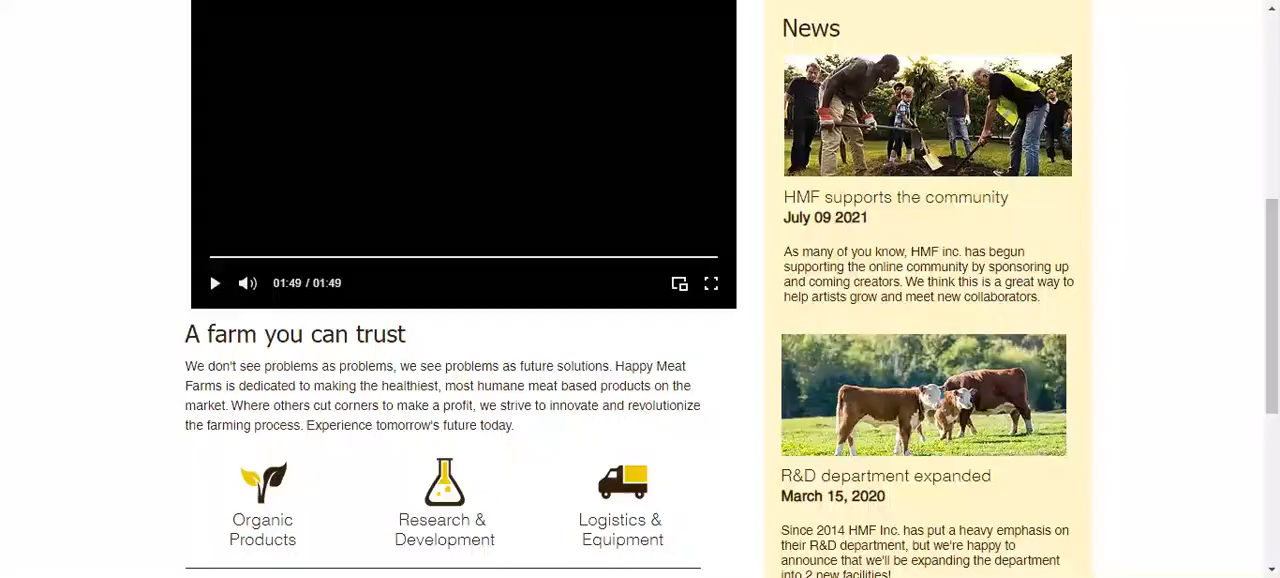 01:49 / 01:49
A farm you can trust
We don't see problems as problems, we see problems as future solutions. Happy Meat
Farms is dedicated to making the healthiest, most humane meat based products on the
market. Where others cut corners to make a profit, we strive to innovate and revolutionize
the farming process. Experience tomorrow's future today.
Organic
Products
Research &
Development
Logistics &
Equipment
News
HMF supports the community
July 09 2021
As many of you know, HMF inc. has begun
supporting the online community by sponsoring up
and coming creators. We think this is a great way to
help artists grow and meet new collaborators.
R&D department expanded
March 15, 2020
Since 2014 HMF Inc. has put a heavy emphasis on
their R&D department, but we're happy to
announce that we'll be expanding the department
into 2 new facilities!